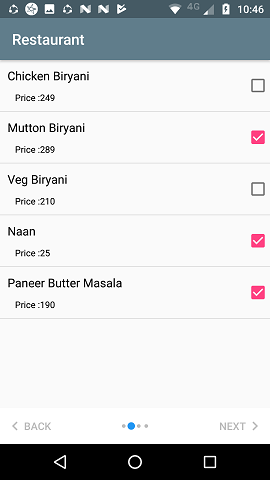 4G 10:46
Restaurant
Chicken Biryani
Price :249
Mutton Biryani
Price :289
Veg Biryani
Price :210
Naan
Price :25
Paneer Butter Masala
Price :190
BACK NEXT